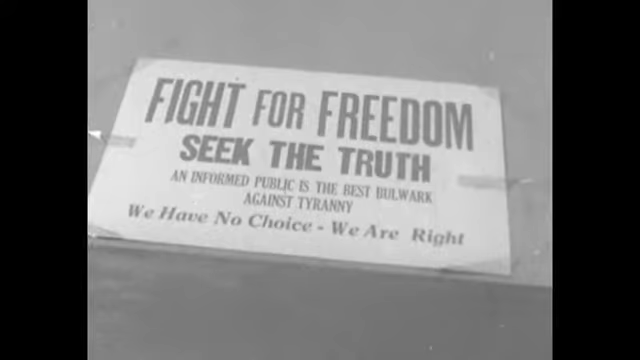 FIGHT FOR FREEDOM
SEEK THE TRUTH
AN INFORMED PUBLIC IS THE BEST BULWARK
AGAINST TYRANNY
We Have No Choice - We Are Right